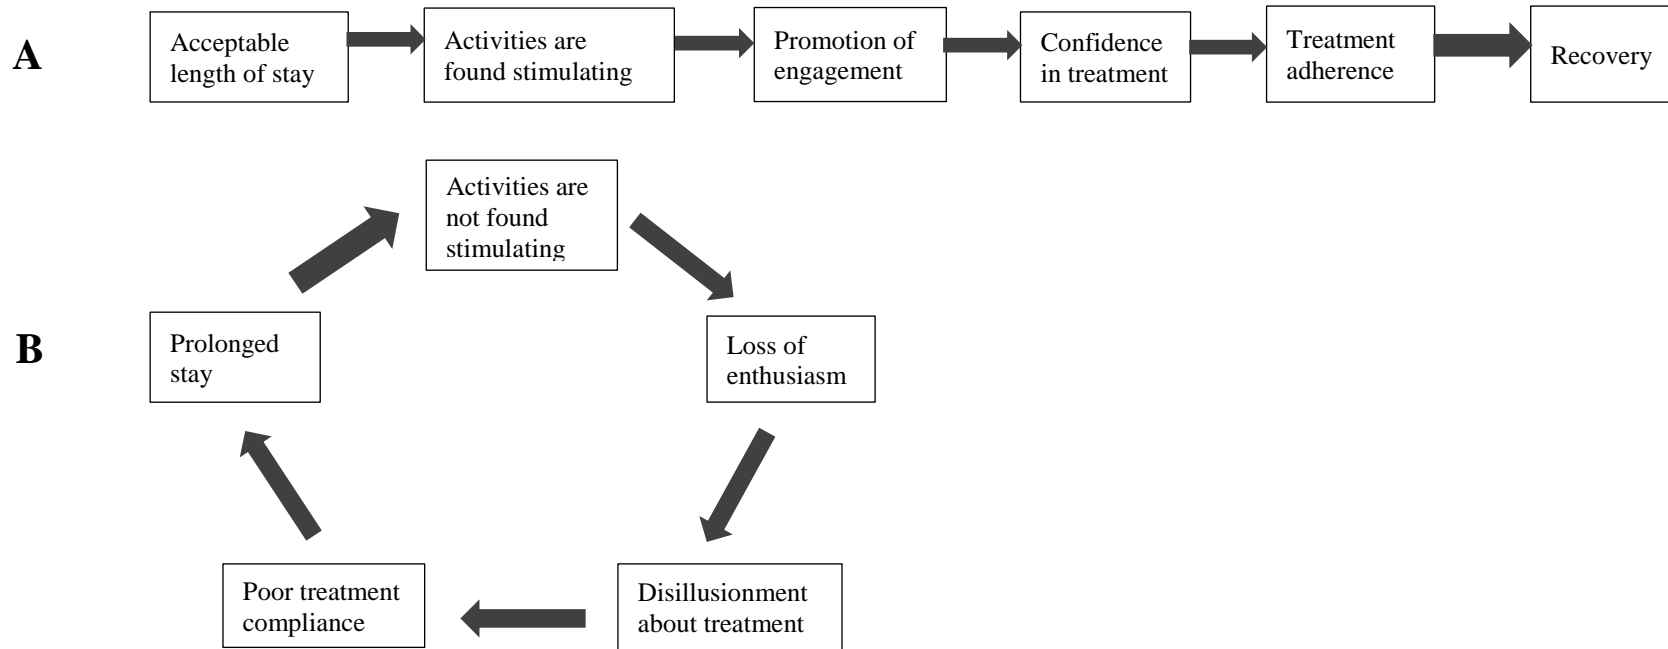 A
Acceptable
length of stay
Activities are
found stimulating
Promotion of
engagement
Confidence
in treatment
Treatment
adherence
Recovery
B
Activities are
not found
stimulating
Loss of
enthusiasm
Disillusionment
about treatment
Poor treatment
compliance
Prolonged
stay